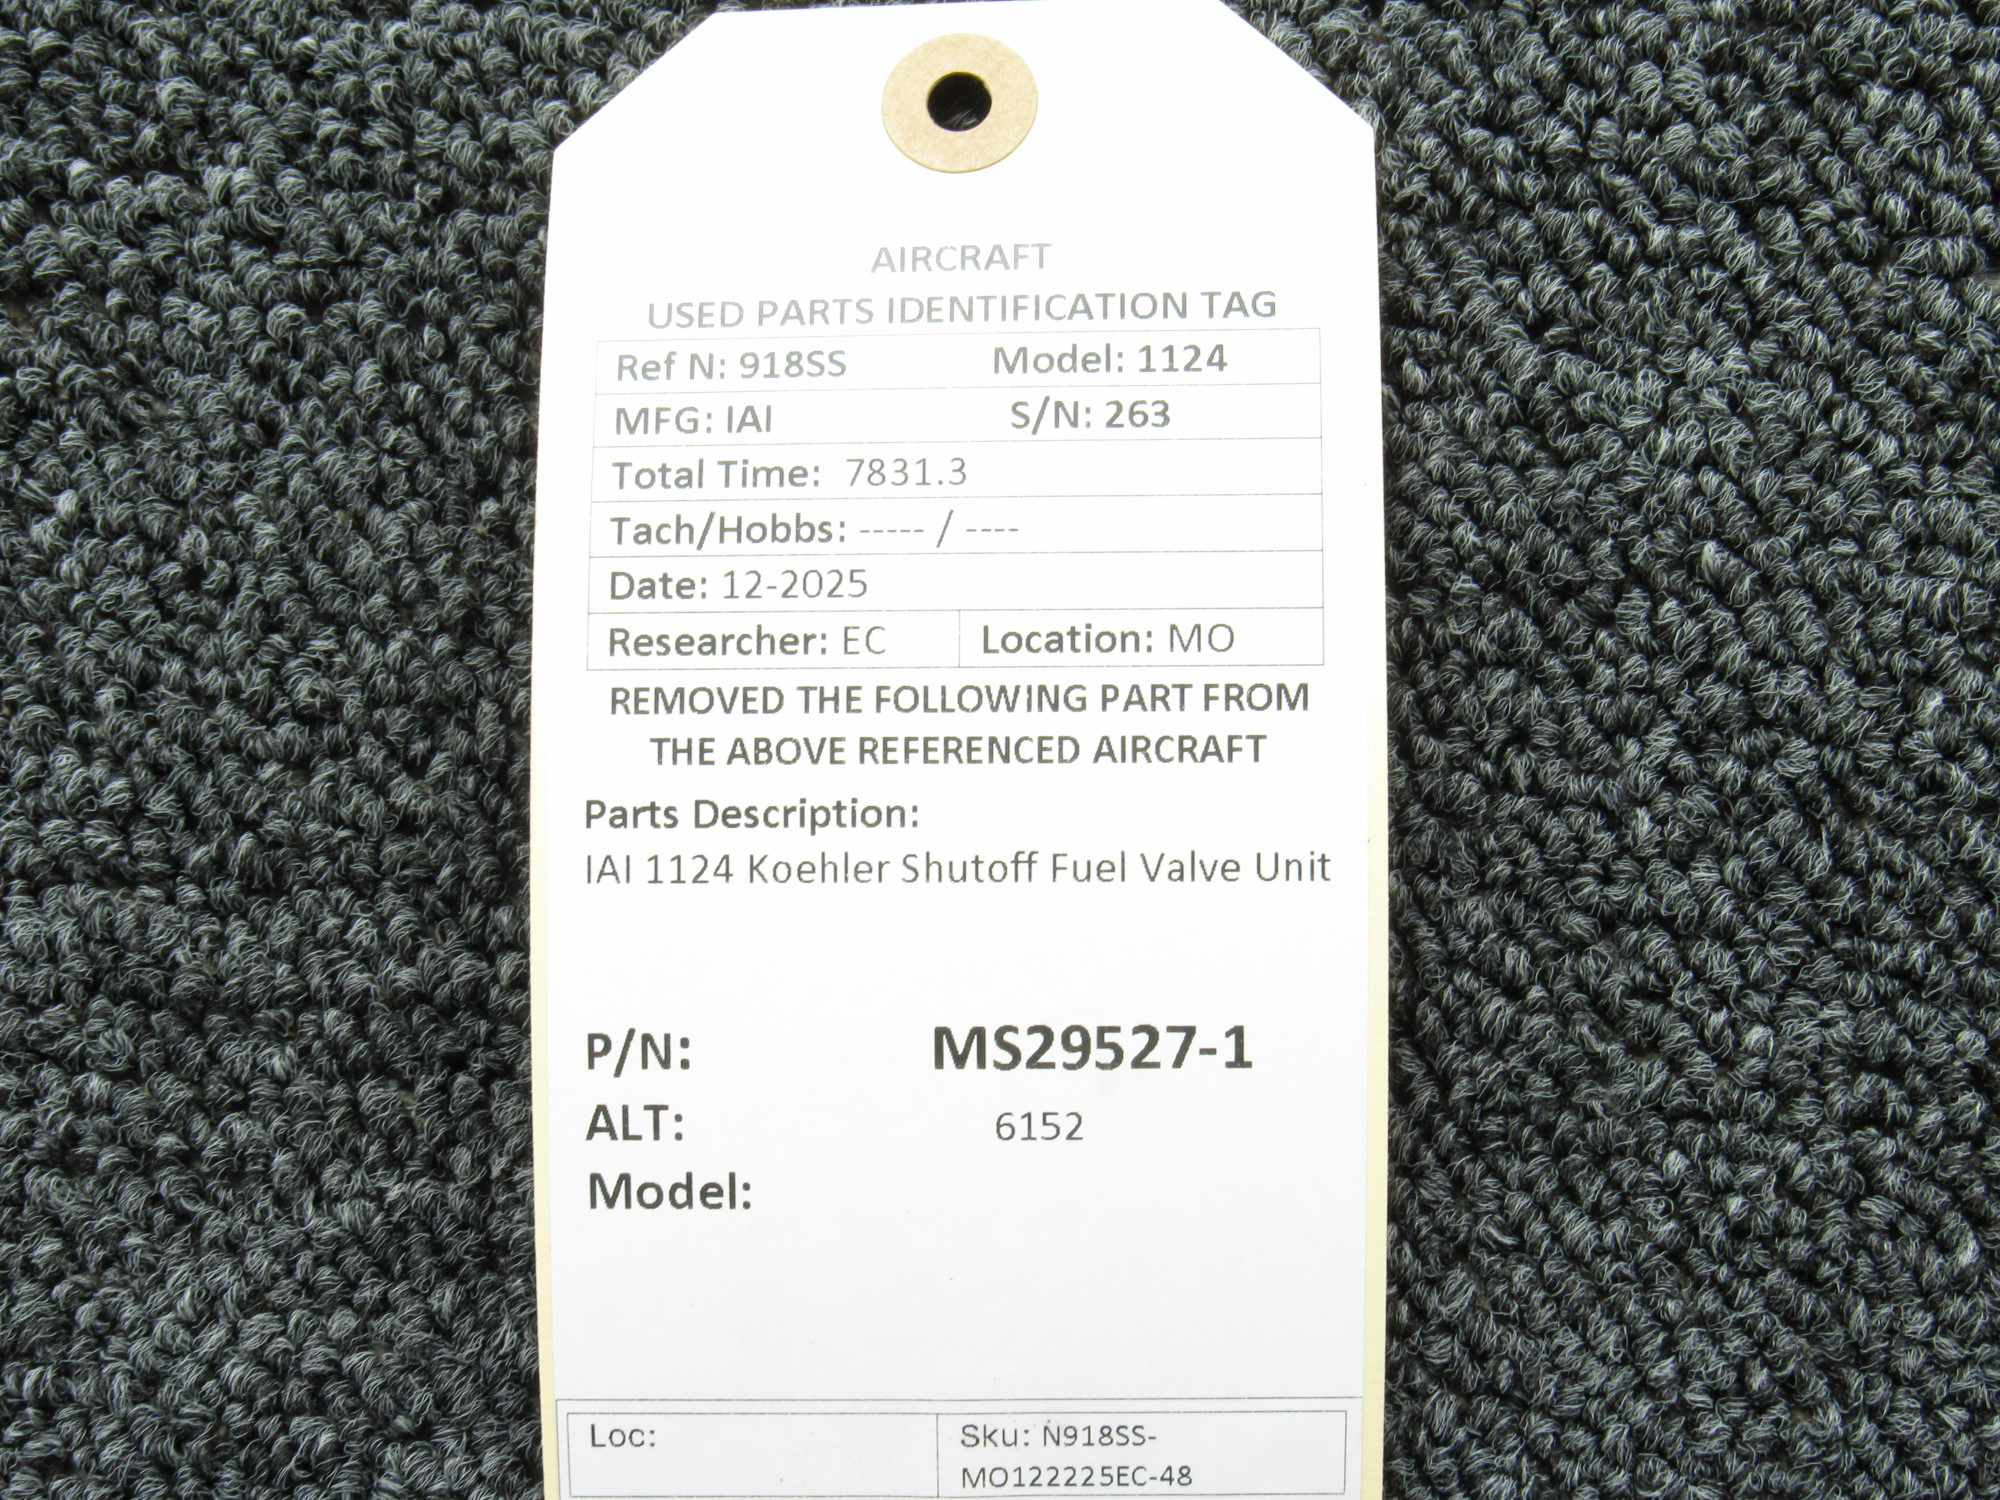 AIRCRAFT
USED PARTS IDENTIFICATION TAG
Ref N: 918SS Model: 1124
MFG: IAI S/N: 263
Total Time: 7831.3
Tach/Hobbs: ----- / ----
Date: 12-2025
Researcher: EC Location: MO
REMOVED THE FOLLOWING PART FROM
THE ABOVE REFERENCED AIRCRAFT
Parts Description:
IAI 1124 Koehler Shutoff Fuel Valve Unit
P/N: MS29527-1
ALT: 6152
Model:
Loc: Sku: N918SS-
MO122225EC-48